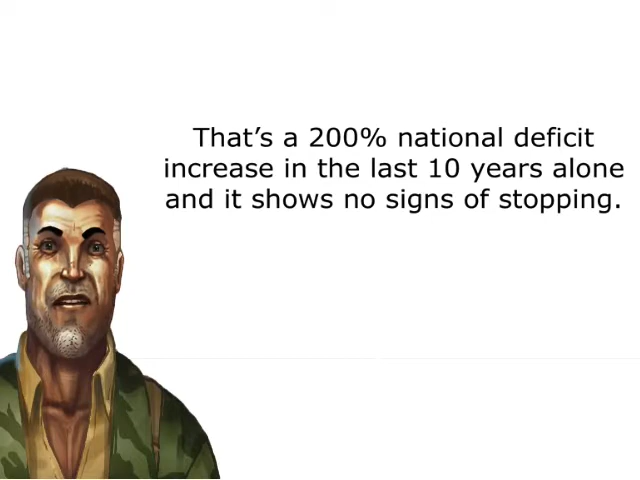 That’s a 200% national deficit
increase in the last 10 years alone
and it shows no signs of stopping.